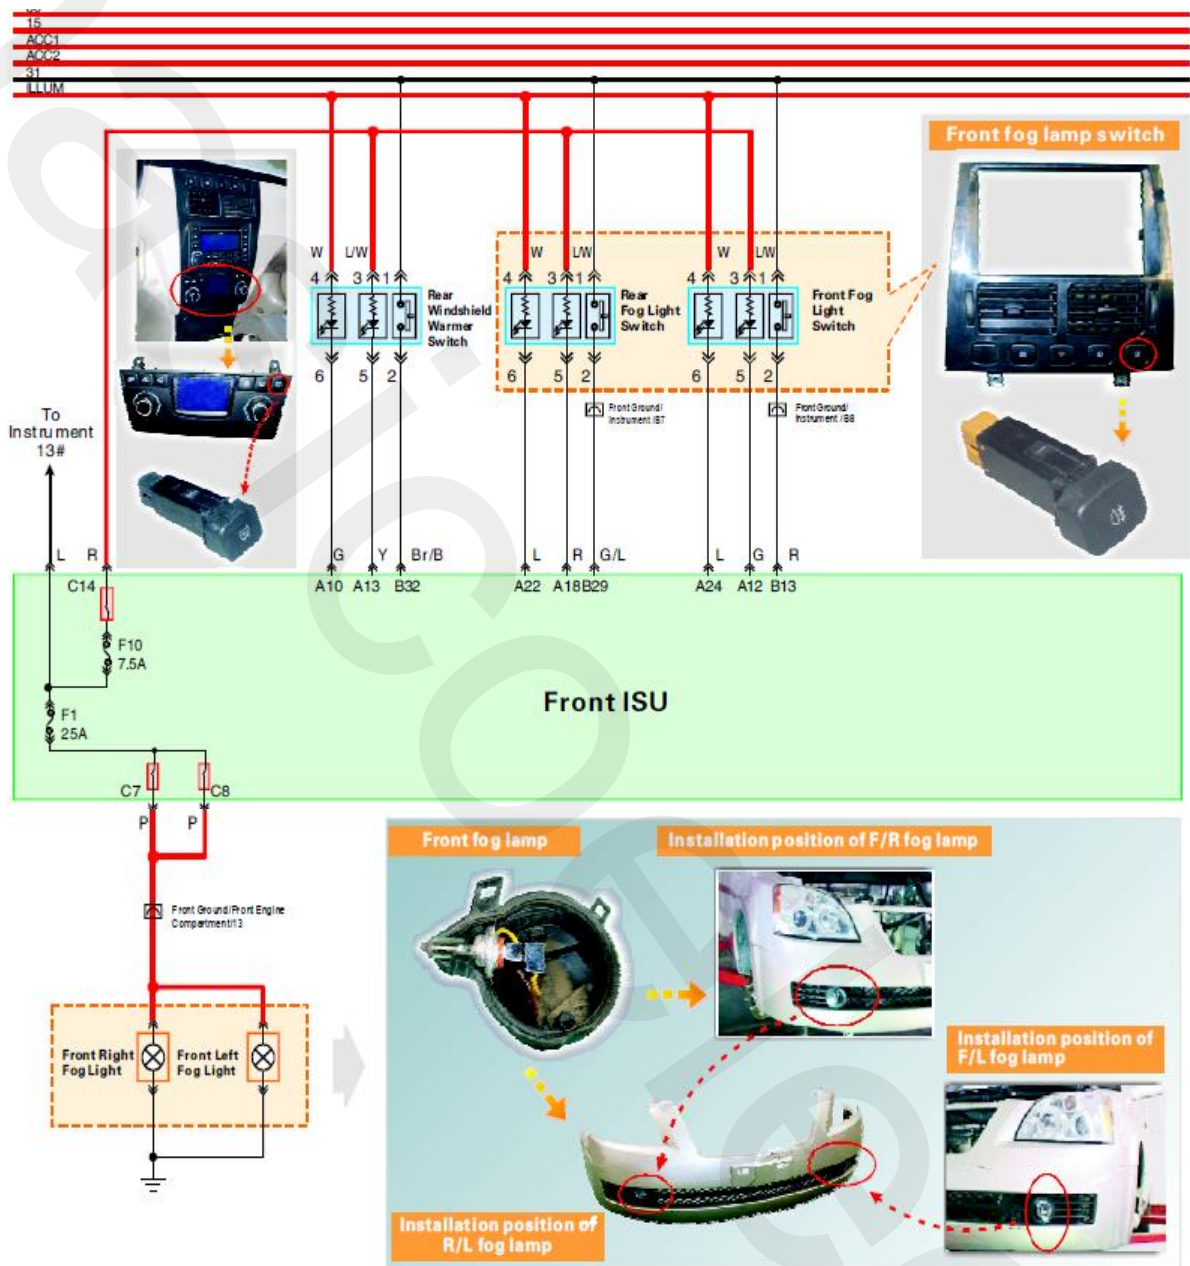 15
ACC1
ACC2
31
ILLUM
Front fog lamp switch
W L/W
4 3 1
Rear
Windshield
Warmer
Switch
6 5 2
W L/W
4 3 1
Rear
Fog Light
Switch
6 5 2
Front Ground/
Instrument /B7
W L/W
4 3 1
Front Fog
Light
Switch
6 5 2
Front Ground/
Instrument /B8
To
Instrument
13#
L R
G Y Br/B
L R G/L
L G R
C14
A10 A13 B32
A22 A18 B29
A24 A12 B13
F10
7.5A
F1
25A
Front ISU
C7 C8
P P
Front Ground/Front Engine
Compartment/13
Front Right
Fog Light
Front Left
Fog Light
Front fog lamp
Installation position of F/R fog lamp
Installation position of
F/L fog lamp
Installation position of
R/L fog lamp